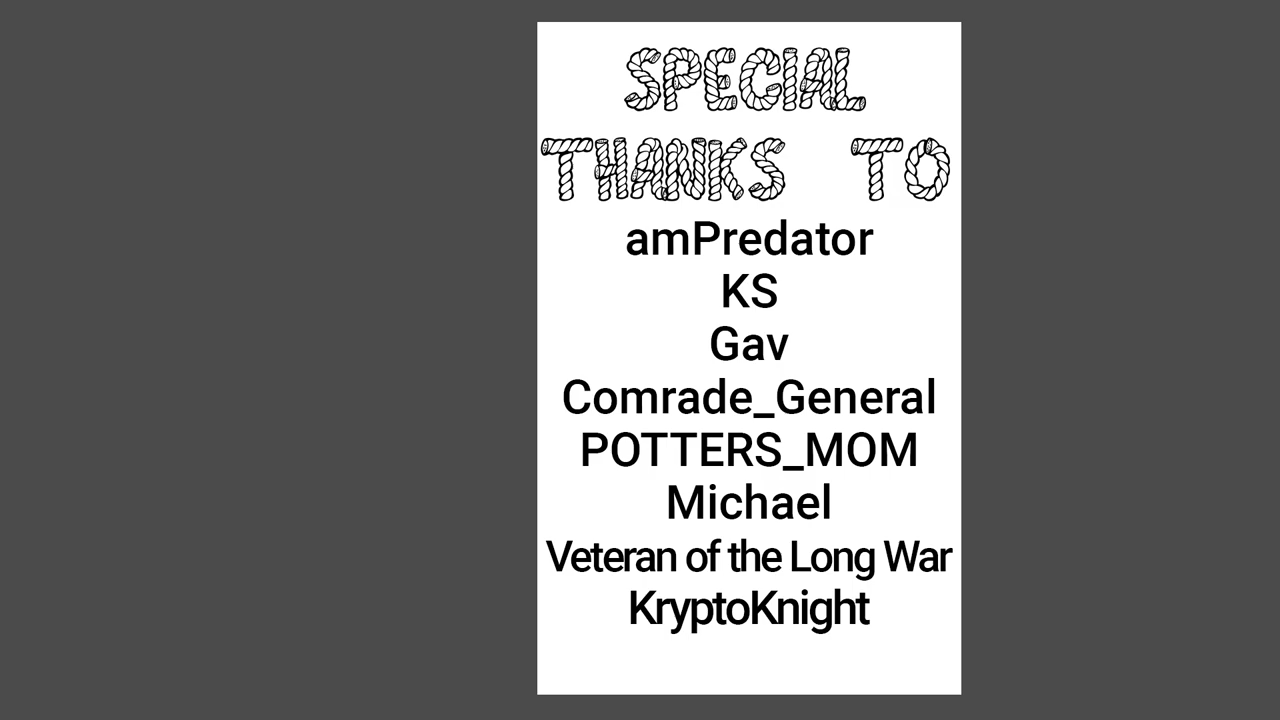 SPECIAL
THANKS TO
amPredator
KS
Gav
Comrade_General
POTTERS_MOM
Michael
Veteran of the Long War
KryptoKnight